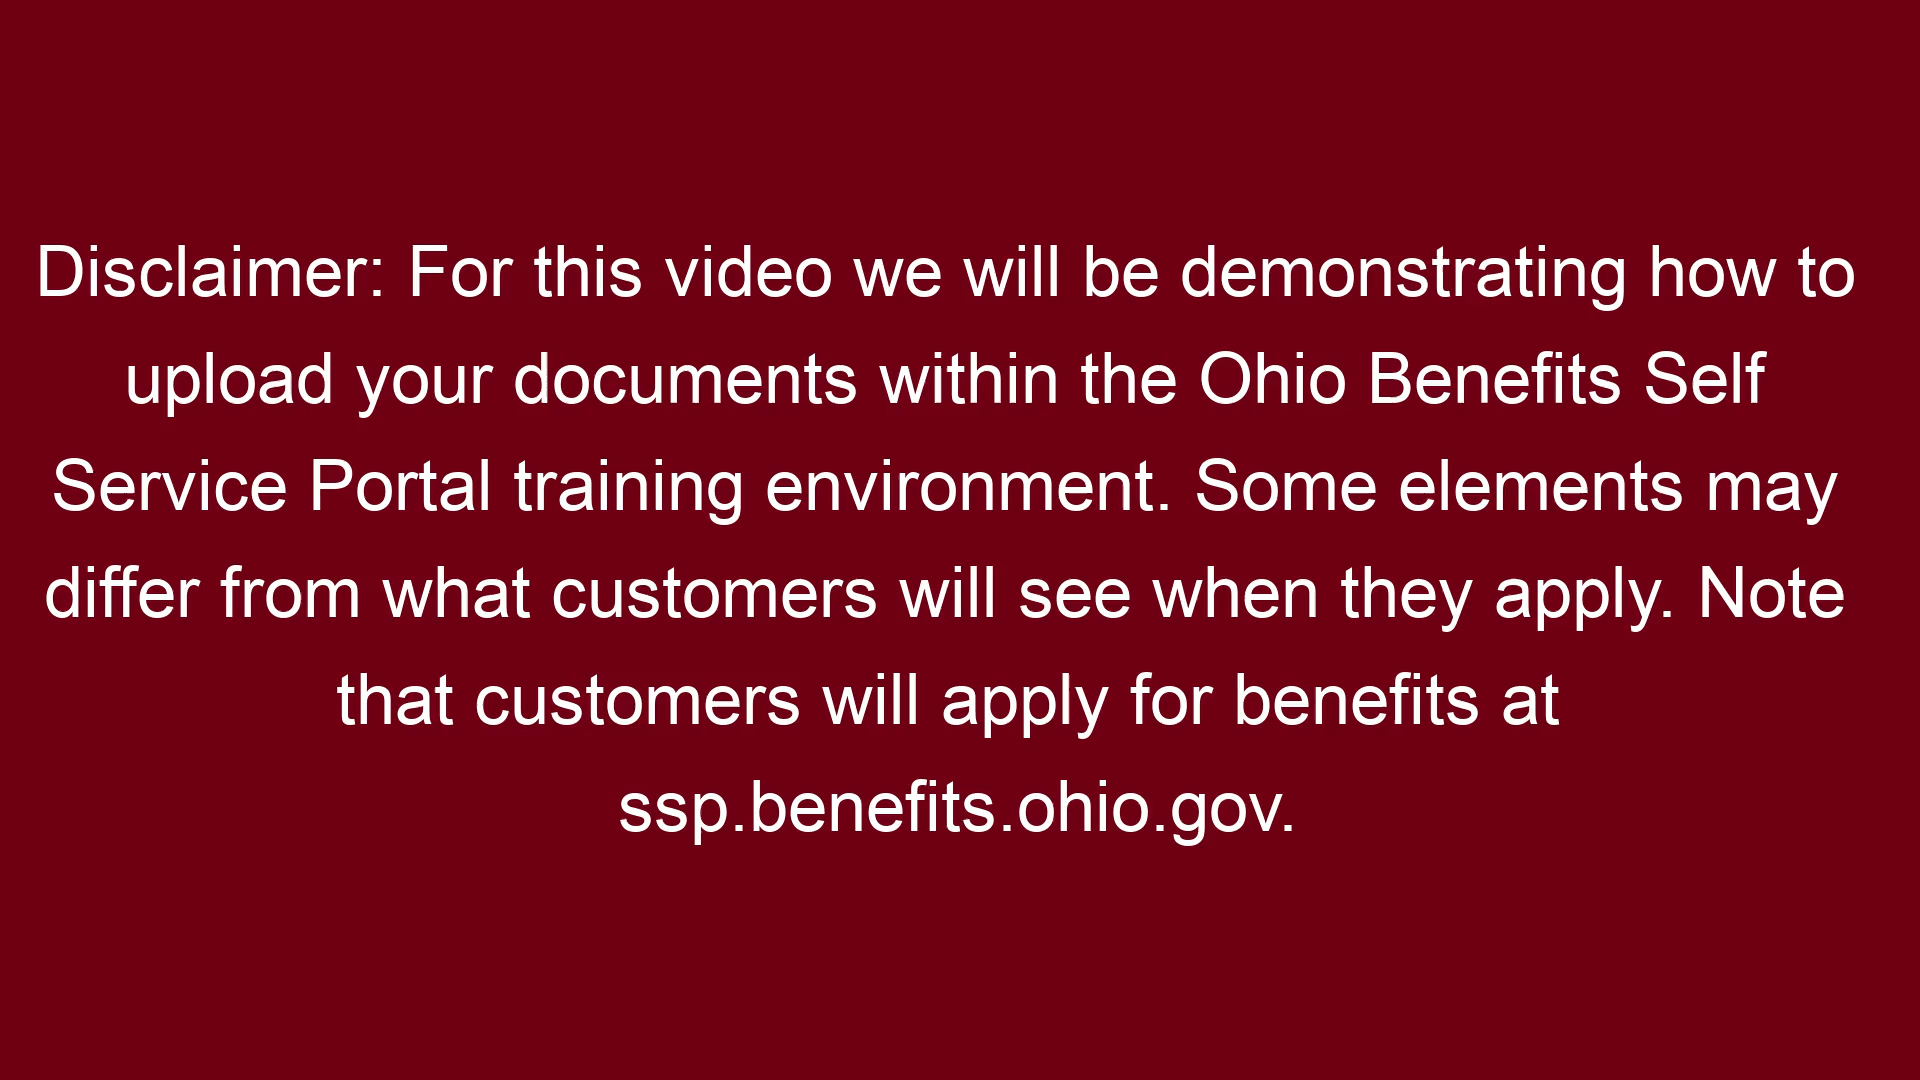 Disclaimer: For this video we will be demonstrating how to
upload your documents within the Ohio Benefits Self
Service Portal training environment. Some elements may
differ from what customers will see when they apply. Note
that customers will apply for benefits at
ssp.benefits.ohio.gov.